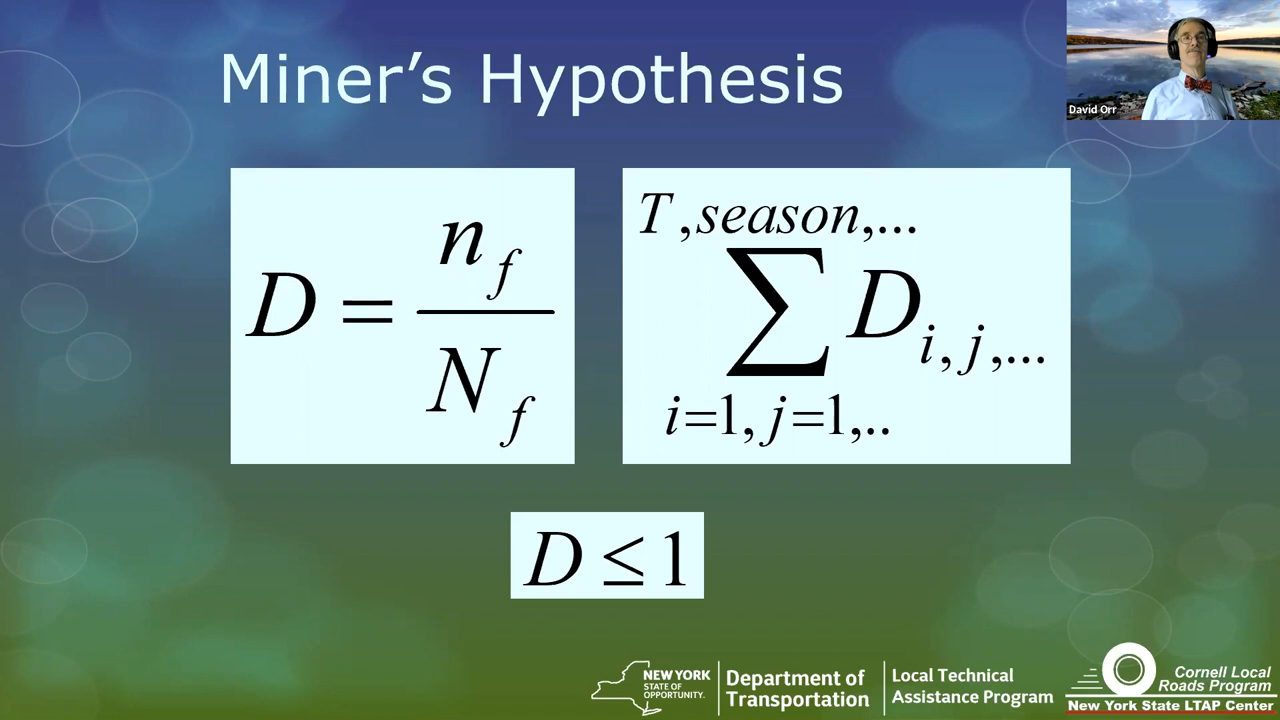 Miner's Hypothesis
David Orr
D = n_f / N_f
T,season,...
∑ D_i,j,...
i=1, j=1,..
D ≤ 1
NEW YORK
STATE OF
OPPORTUNITY.
Department of
Transportation
Local Technical
Assistance Program
Cornell Local
Roads Program
New York State LTAP Center